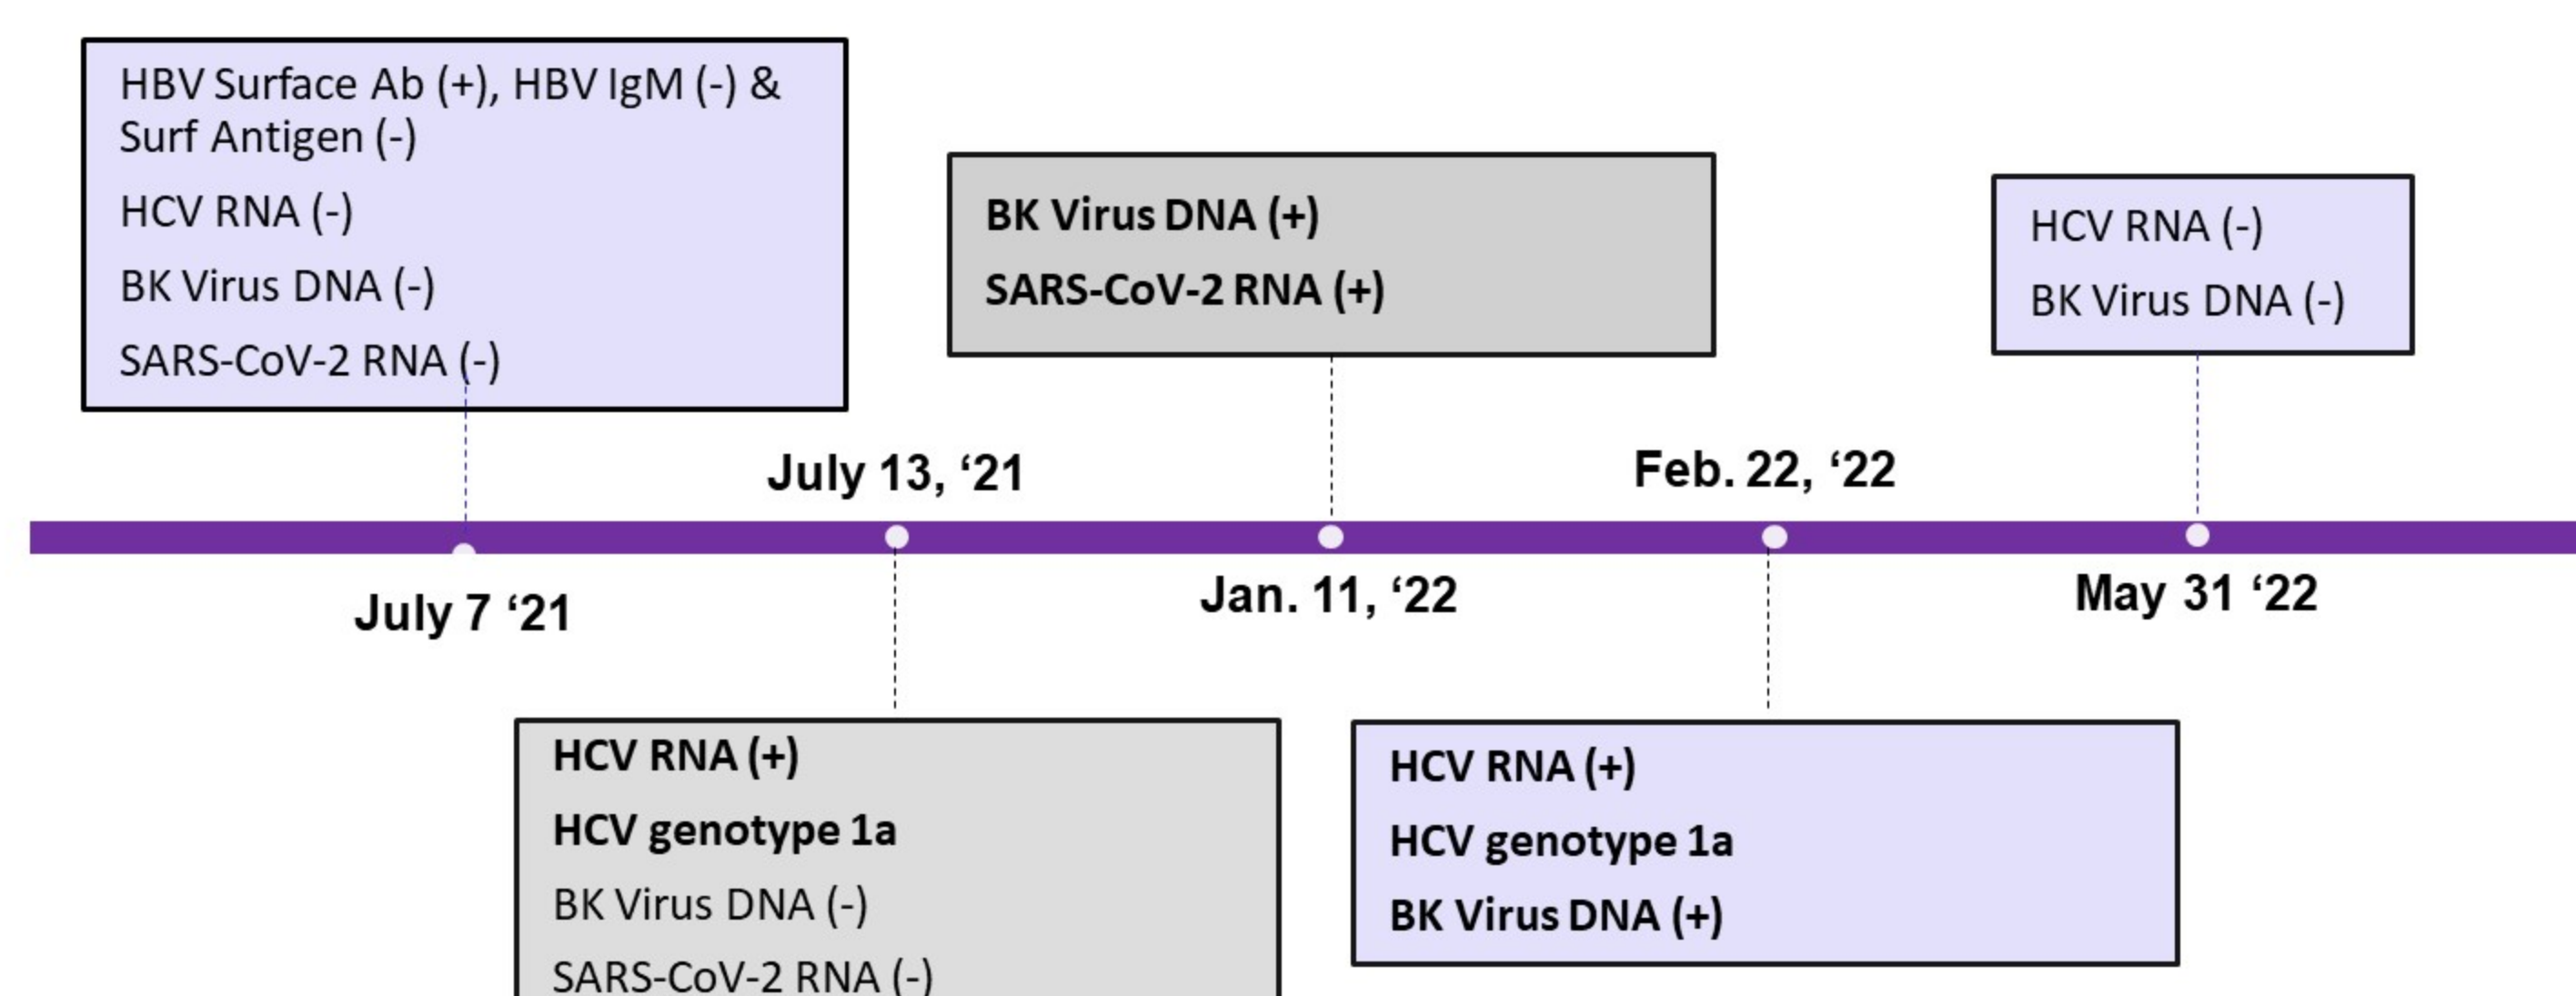 HBV Surface Ab (+), HBV IgM (-) &
Surf Antigen (-)
HCV RNA (-)
BK Virus DNA (-)
SARS-CoV-2 RNA (-)
BK Virus DNA (+)
SARS-CoV-2 RNA (+)
HCV RNA (-)
BK Virus DNA (-)
July 13, ‘21
Feb. 22, ‘22
July 7 ‘21
Jan. 11, ‘22
May 31 ‘22
HCV RNA (+)
HCV genotype 1a
BK Virus DNA (-)
SARS-CoV-2 RNA (-)
HCV RNA (+)
HCV genotype 1a
BK Virus DNA (+)